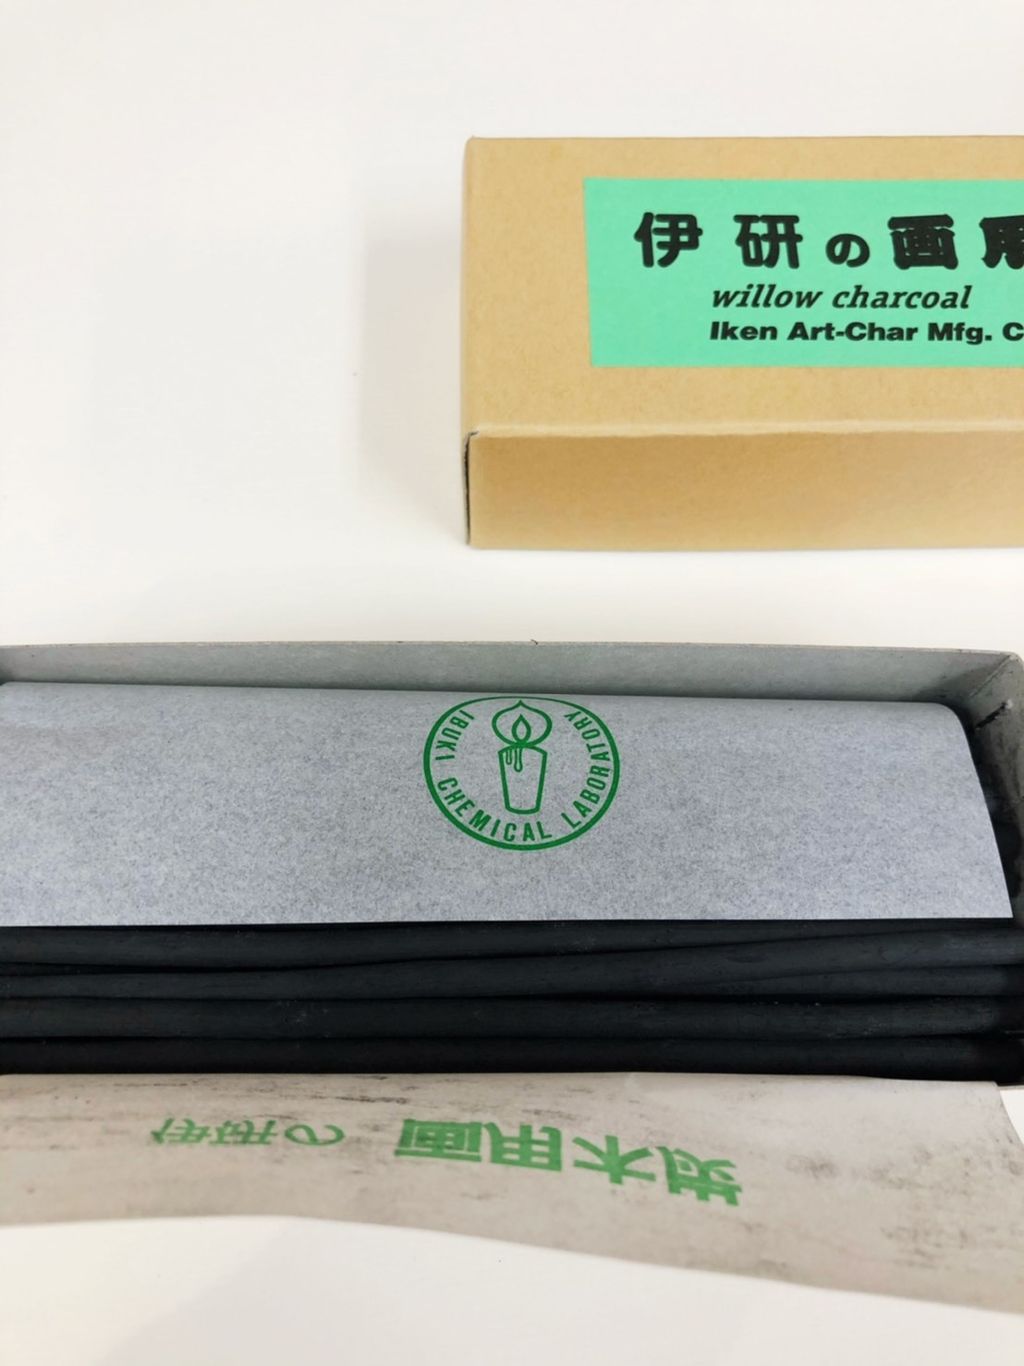 伊研の画用
willow charcoal
Iken Art-Char Mfg. C
IBUKI CHEMICAL LABORATORY
伊研の画用木炭